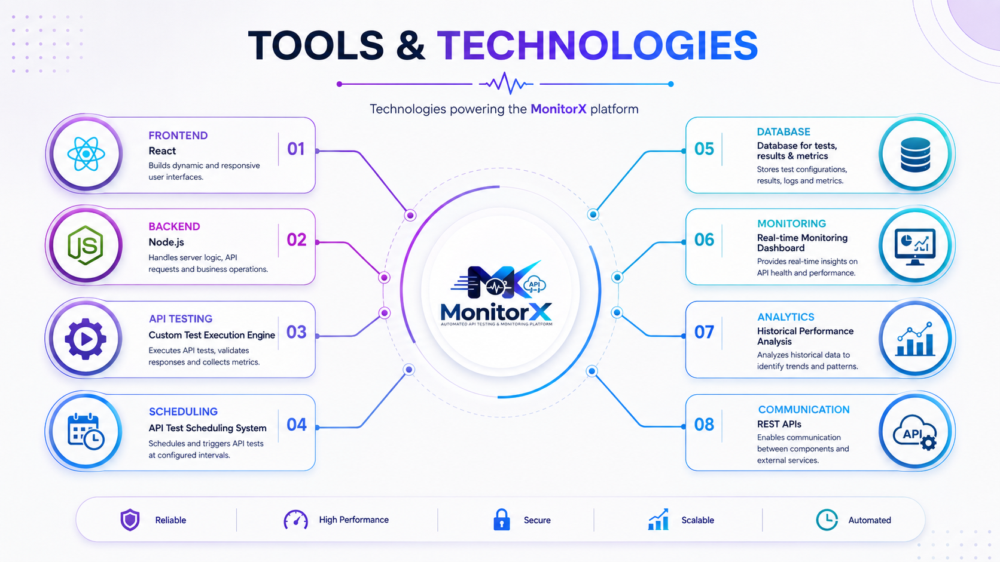 TOOLS & TECHNOLOGIES
Technologies powering the MonitorX platform
FRONTEND
React
Builds dynamic and responsive
user interfaces.
01
JS
BACKEND
Node.js
Handles server logic, API
requests and business operations.
02
API TESTING
Custom Test Execution Engine
Executes API tests, validates
responses and collects metrics.
03
SCHEDULING
API Test Scheduling System
Schedules and triggers API tests
at configured intervals.
04
MX
API
MonitorX
AUTOMATED API TESTING & MONITORING PLATFORM
05
DATABASE
Database for tests,
results & metrics
Stores test configurations,
results, logs and metrics.
06
MONITORING
Real-time Monitoring
Dashboard
Provides real-time insights on
API health and performance.
07
ANALYTICS
Historical Performance
Analysis
Analyzes historical data to
identify trends and patterns.
08
COMMUNICATION
REST APIs
Enables communication
between components and
external services.
API
Reliable
High Performance
Secure
Scalable
Automated